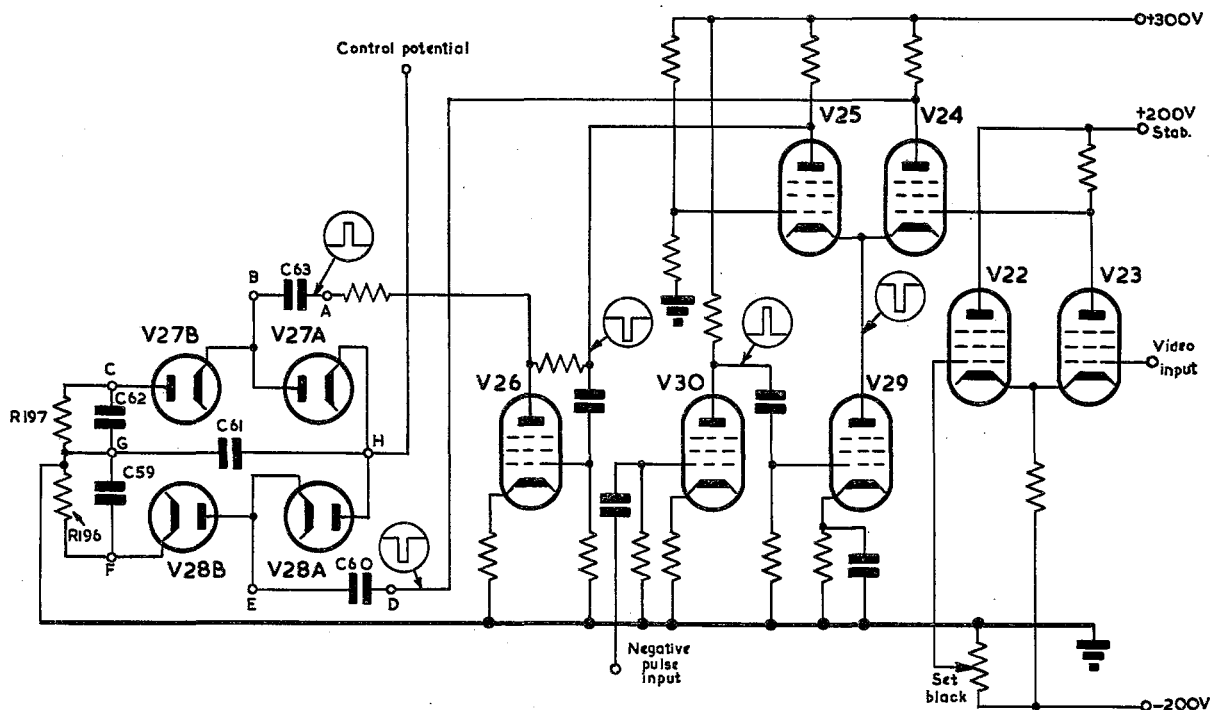 +300V
Control potential
V25
V24
+200V
Stab.
V22
V23
B
C63
A
V27B
V27A
Video
input
C
C62
R197
V26
V30
V29
G
C61
H
C59
R196
F
V28B
V28A
C60
E
D
Negative
pulse
input
Set
black
-200V